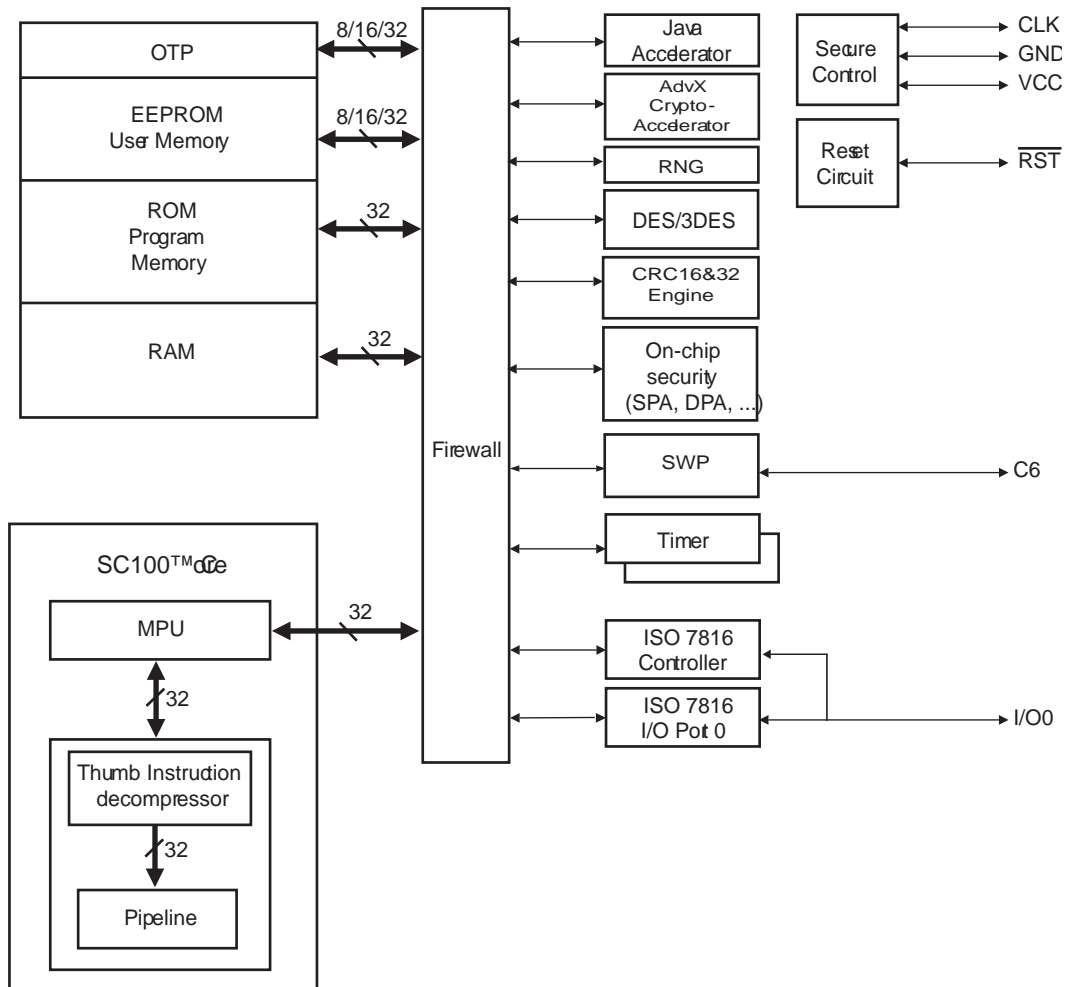 OTP
8/16/32
EEPROM
User Memory
8/16/32
ROM
Program
Memory
32
RAM
32
SC100™ Core
MPU
32
32
Thumb Instruction
decompressor
32
Pipeline
Firewall
Java
Accelerator
AdvX
Crypto-
Accelerator
RNG
DES/3DES
CRC16&32
Engine
On-chip
security
(SPA, DPA, ...)
SWP
Timer
ISO 7816
Controller
ISO 7816
I/O Port 0
Secure
Control
CLK
GND
VCC
Reset
Circuit
RST
C6
I/O0